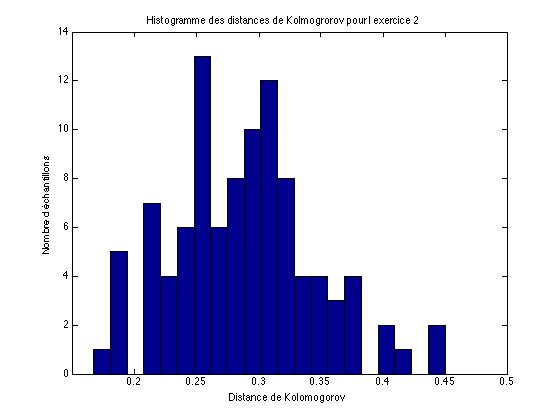 Histogramme des distances de Kolmogrorov pour l exercice 2
14
12
10
8
6
4
2
0
Nombre d'échantillons
0.2 0.25 0.3 0.35 0.4 0.45 0.5
Distance de Kolomogorov